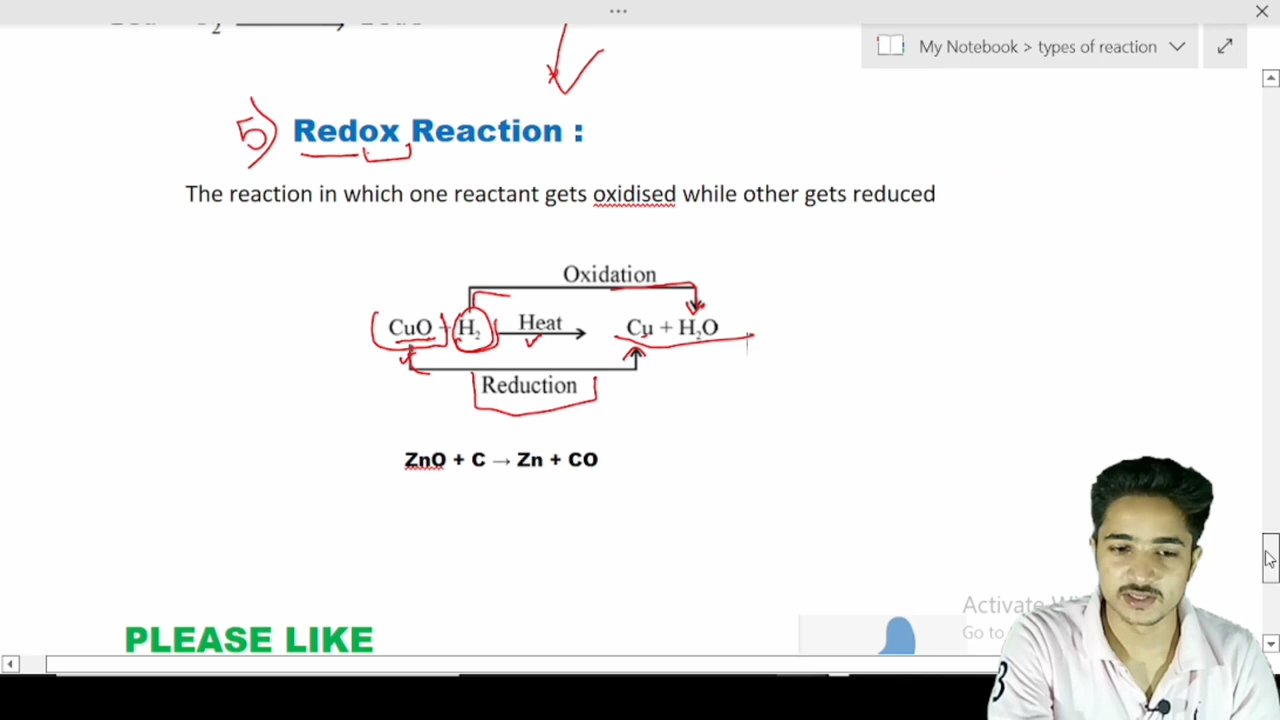 My Notebook > types of reaction
5) Redox Reaction :
The reaction in which one reactant gets oxidised while other gets reduced
Oxidation
CuO + H₂ Heat Cu + H₂O
Reduction
ZnO + C → Zn + CO
Activate
Go to
PLEASE LIKE
3